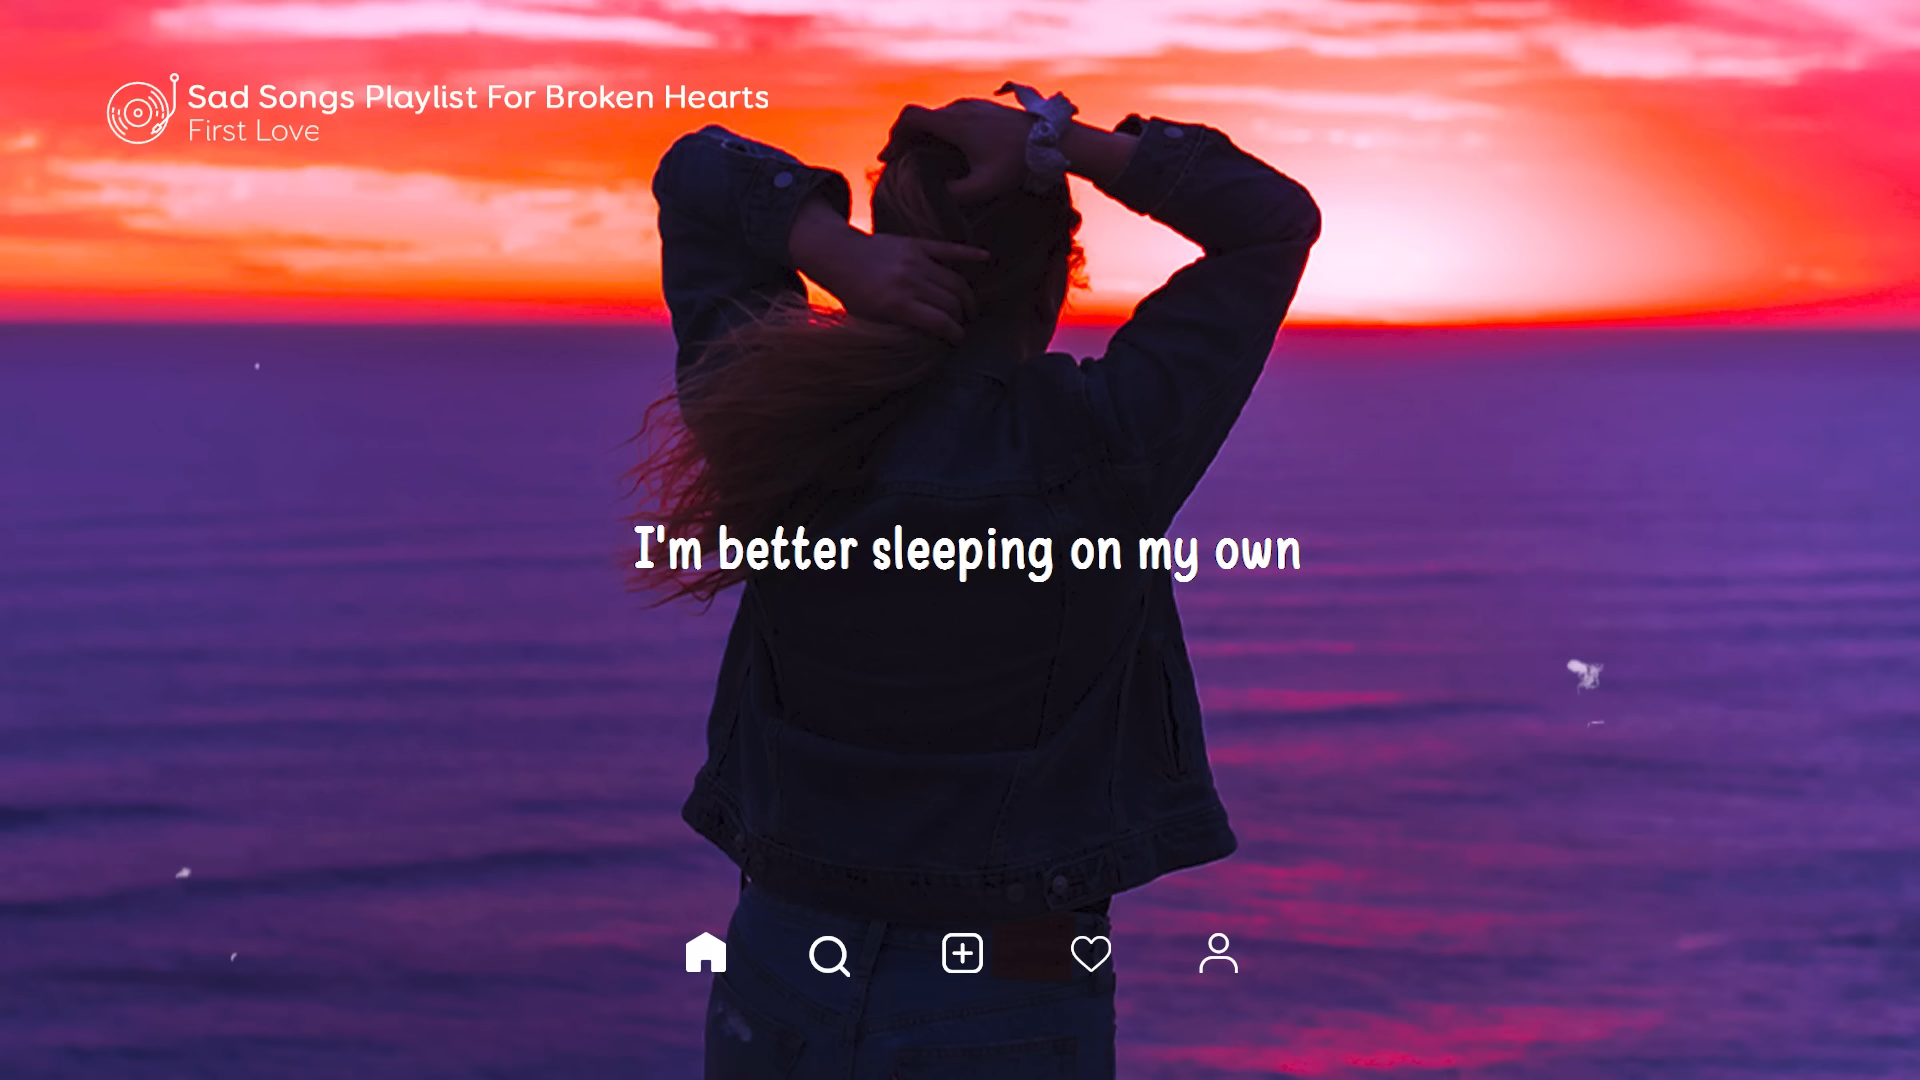 Sad Songs Playlist For Broken Hearts
First Love
I'm better sleeping on my own